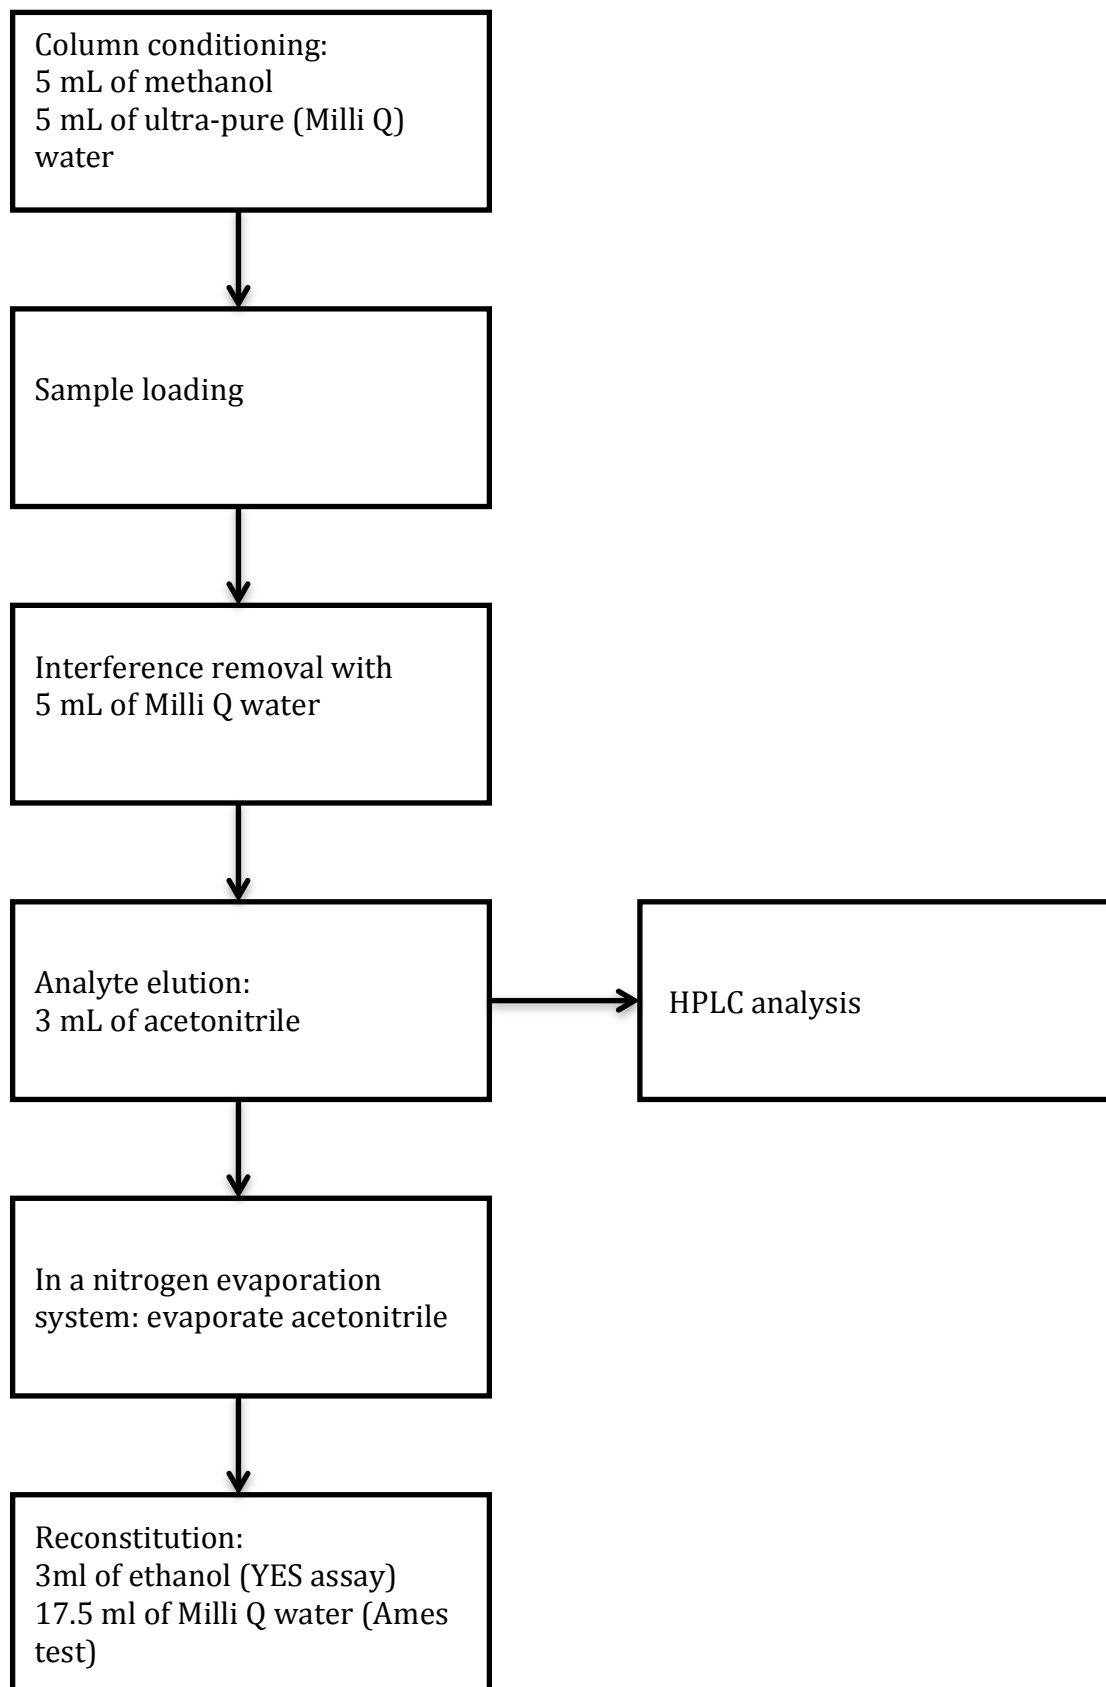 Column conditioning:
5 mL of methanol
5 mL of ultra-pure (Milli Q)
water
Sample loading
Interference removal with
5 mL of Milli Q water
Analyte elution:
3 mL of acetonitrile
HPLC analysis
In a nitrogen evaporation
system: evaporate acetonitrile
Reconstitution:
3ml of ethanol (YES assay)
17.5 ml of Milli Q water (Ames
test)